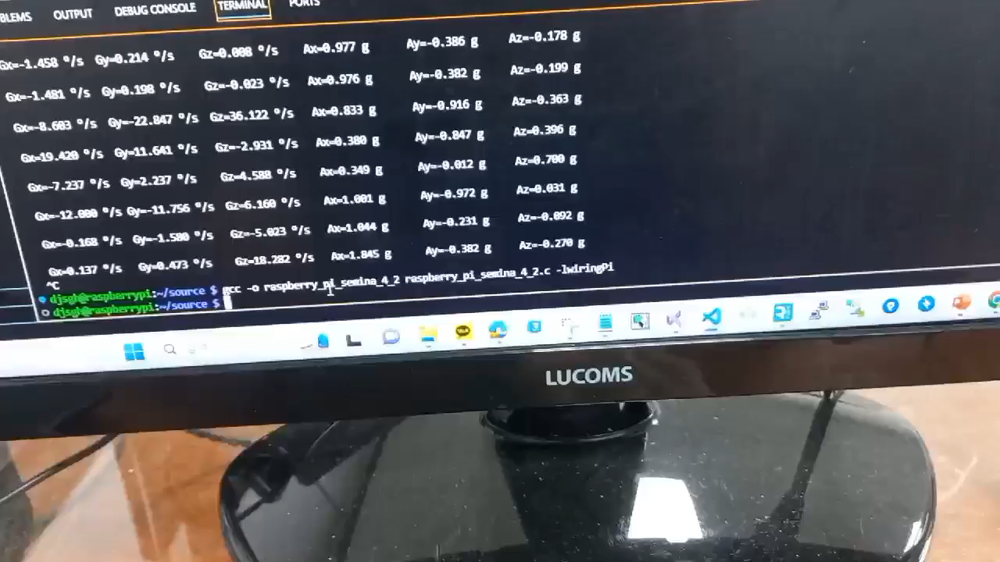 BLEMS OUTPUT DEBUG CONSOLE TERMINAL PORTS
Gx=-1.458 º/s Gy=0.214 º/s Gz=0.008 º/s Ax=0.977 g Ay=-0.386 g Az=-0.178 g
Gx=-1.481 º/s Gy=0.198 º/s Gz=-0.023 º/s Ax=0.976 g Ay=-0.382 g Az=-0.199 g
Gx=-8.603 º/s Gy=-22.847 º/s Gz=36.122 º/s Ax=0.833 g Ay=-0.916 g Az=-0.363 g
Gx=19.420 º/s Gy=11.641 º/s Gz=-2.931 º/s Ax=0.380 g Ay=-0.847 g Az=0.396 g
Gx=-7.237 º/s Gy=2.237 º/s Gz=4.588 º/s Ax=0.349 g Ay=-0.012 g Az=0.700 g
Gx=-12.000 º/s Gy=-11.756 º/s Gz=6.160 º/s Ax=1.001 g Ay=-0.972 g Az=0.031 g
Gx=-0.168 º/s Gy=-1.580 º/s Gz=-5.023 º/s Ax=1.044 g Ay=-0.231 g Az=-0.092 g
Gx=0.137 º/s Gy=0.473 º/s Gz=18.282 º/s Ax=1.845 g Ay=-0.382 g Az=-0.270 g
^C
djsgh@raspberrypi:~/source $ gcc -o raspberry_pi_semina_4_2 raspberry_pi_semina_4_2.c -lwiringPi
djsgh@raspberrypi:~/source $
TALK
LUCOMS